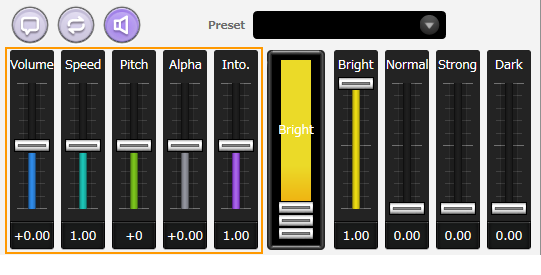 Preset
Volume Speed Pitch Alpha Into. Bright Normal Strong Dark
Bright
+0.00 1.00 +0 +0.00 1.00 1.00 0.00 0.00 0.00